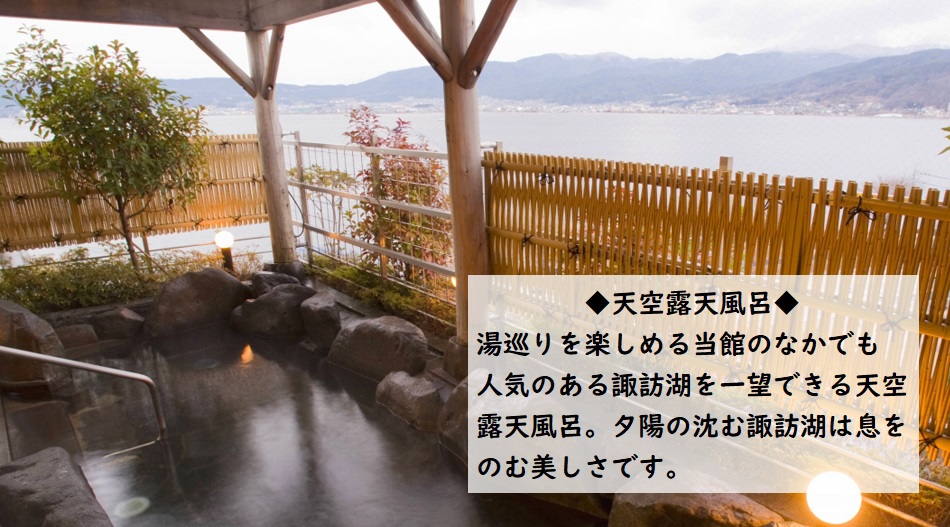 ◆天空露天風呂◆
湯巡りを楽しめる当館のなかでも
人気のある諏訪湖を一望できる天空
露天風呂。夕陽の沈む諏訪湖は息を
のむ美しさです。